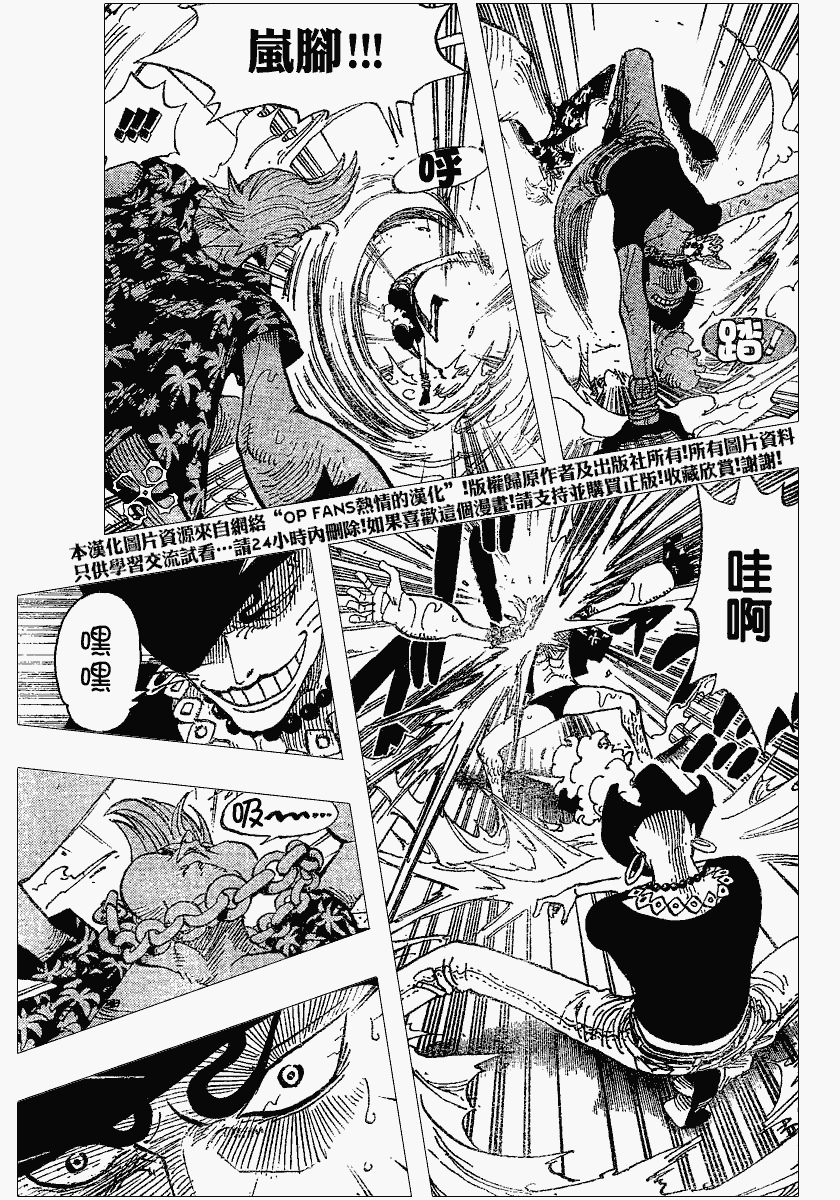 踏!
嵐腳!!!
!!!
呼
本漢化圖片資源來自網絡“OP FANS熱情的漢化”!版權歸原作者及出版社所有!所有圖片資料
只供學習交流試看…請24小時內刪除!如果喜歡這個漫畫!請支持並購買正版!收藏欣賞!謝謝!
哇
啊
嘿
嘿
吸〜〜…